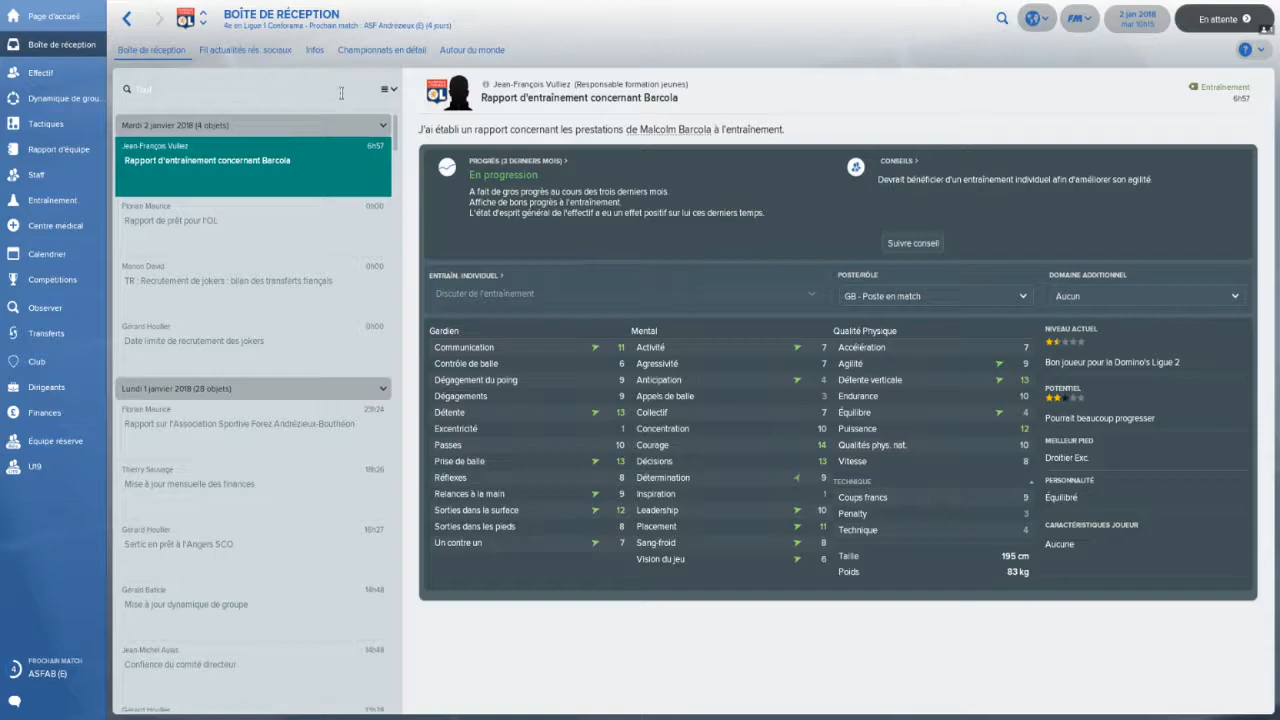 Page d'accueil
Boîte de réception
Effectif
Dynamique de grou...
Tactiques
Rapport d'équipe
Staff
Entraînement
Centre médical
Calendrier
Compétitions
Observer
Transferts
Club
Dirigeants
Finances
Équipe réserve
U19
4
PROCHAIN MATCH
ASFAB (E)
BOÎTE DE RÉCEPTION
4e en Ligue 1 Conforama - Prochain match : ASF Andrézieux (E) (4 jours)
FM
2 jan 2018
mar 10h15
En attente
Boîte de réception
Fil actualités rés. sociaux
Infos
Championnats en détail
Autour du monde
?
Tout
Mardi 2 janvier 2018 (4 objets)
Jean-François Vulliez 6h57
Rapport d'entraînement concernant Barcola
Florian Maurice 0h00
Rapport de prêt pour l'OL
Manon David 0h00
TR : Recrutement de jokers : bilan des transferts français
Gérard Houllier 0h00
Date limite de recrutement des jokers
Lundi 1 janvier 2018 (28 objets)
Florian Maurice 23h24
Rapport sur l'Association Sportive Forez Andrézieux-Bouthéon
Thierry Sauvage 18h26
Mise à jour mensuelle des finances
Gérard Houllier 16h27
Sertic en prêt à l'Angers SCO
Gérald Baticle 14h48
Mise à jour dynamique de groupe
Jean-Michel Aulas 14h48
Confiance du comité directeur
Gérard Houllier
OL
Jean-François Vulliez (Responsable formation jeunes)
Rapport d'entraînement concernant Barcola
Entraînement
6h57
J'ai établi un rapport concernant les prestations de Malcolm Barcola à l'entraînement.
PROGRÈS (3 DERNIERS MOIS) >
En progression
A fait de gros progrès au cours des trois derniers mois.
Affiche de bons progrès à l'entraînement.
L'état d'esprit général de l'effectif a eu un effet positif sur lui ces derniers temps.
CONSEILS >
Devrait bénéficier d'un entraînement individuel afin d'améliorer son agilité.
Suivre conseil
ENTRAÎN. INDIVIDUEL >
Discuter de l'entraînement
POSTE/RÔLE
GB - Poste en match
DOMAINE ADDITIONNEL
Aucun
Gardien
Communication 11
Contrôle de balle 6
Dégagement du poing 9
Dégagements 9
Détente 13
Excentricité 1
Passes 10
Prise de balle 13
Réflexes 8
Relances à la main 9
Sorties dans la surface 12
Sorties dans les pieds 8
Un contre un 7
Mental
Activité 7
Agressivité 7
Anticipation 4
Appels de balle 3
Collectif 7
Concentration 10
Courage 14
Décisions 13
Détermination 9
Inspiration 1
Leadership 10
Placement 11
Sang-froid 8
Vision du jeu 6
Qualité Physique
Accélération 7
Agilité 9
Détente verticale 13
Endurance 10
Équilibre 4
Puissance 12
Qualités phys. nat. 10
Vitesse 8
TECHNIQUE
Coups francs 9
Penalty 3
Technique 4
Taille 195 cm
Poids 83 kg
NIVEAU ACTUEL
Bon joueur pour la Domino's Ligue 2
POTENTIEL
Pourrait beaucoup progresser
MEILLEUR PIED
Droitier Exc.
PERSONNALITÉ
Équilibré
CARACTÉRISTIQUES JOUEUR
Aucune